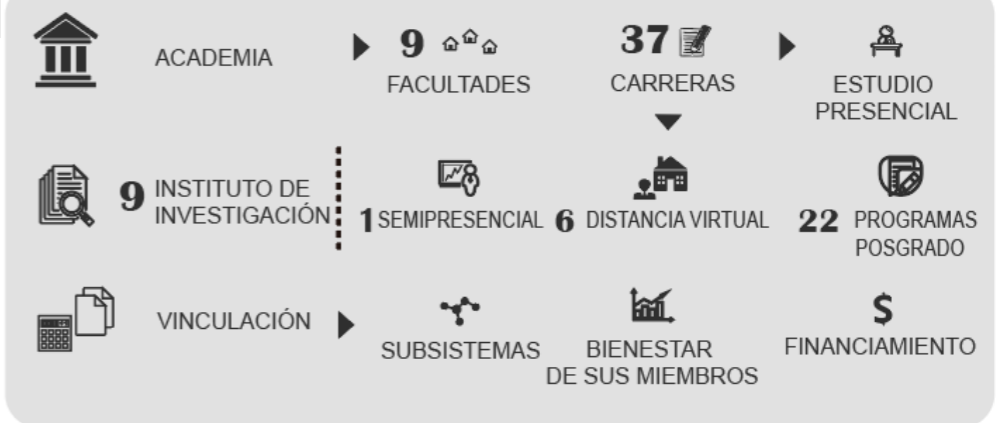 ACADEMIA
9
FACULTADES
37
CARRERAS
ESTUDIO
PRESENCIAL
9 INSTITUTO DE
INVESTIGACIÓN
1 SEMIPRESENCIAL
6 DISTANCIA VIRTUAL
22 PROGRAMAS
POSGRADO
VINCULACIÓN
SUBSISTEMAS
BIENESTAR
DE SUS MIEMBROS
$
FINANCIAMIENTO